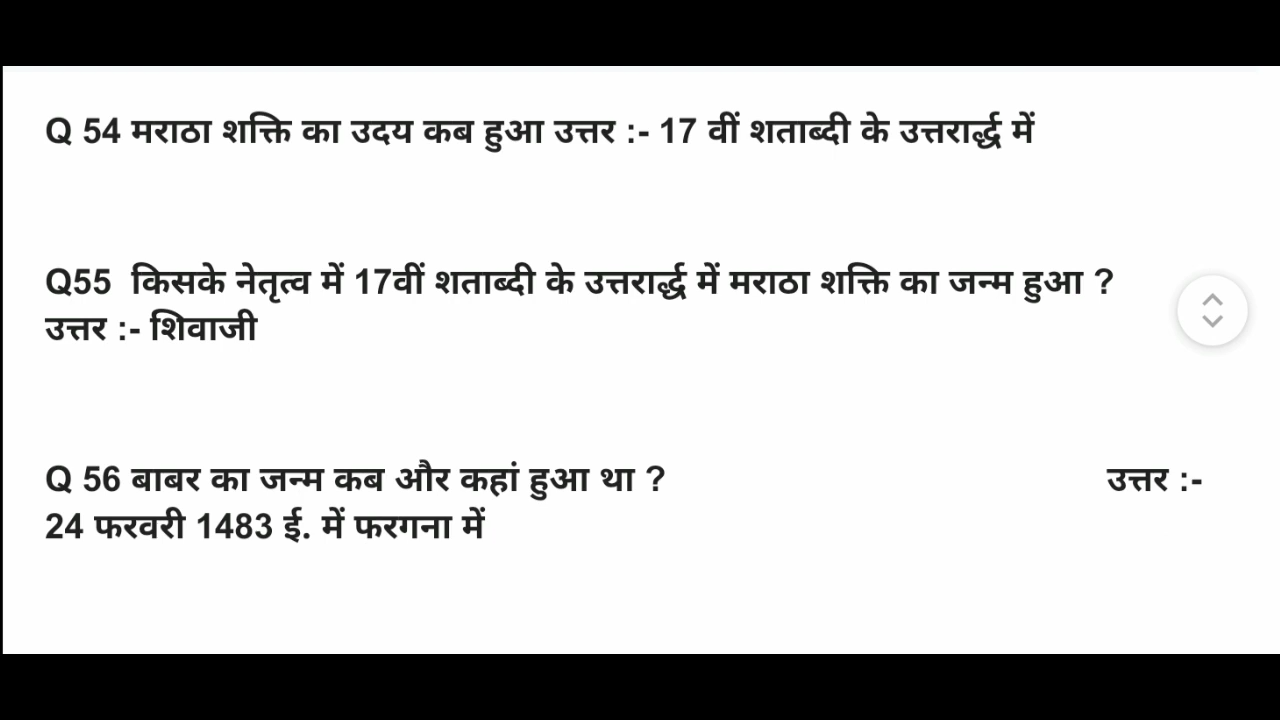 Q 54 मराठा शक्ति का उदय कब हुआ उत्तर :- 17 वीं शताब्दी के उत्तरार्द्ध में
Q55 किसके नेतृत्व में 17वीं शताब्दी के उत्तरार्द्ध में मराठा शक्ति का जन्म हुआ ?
उत्तर :- शिवाजी
Q 56 बाबर का जन्म कब और कहां हुआ था ? उत्तर :-
24 फरवरी 1483 ई. में फरगना में